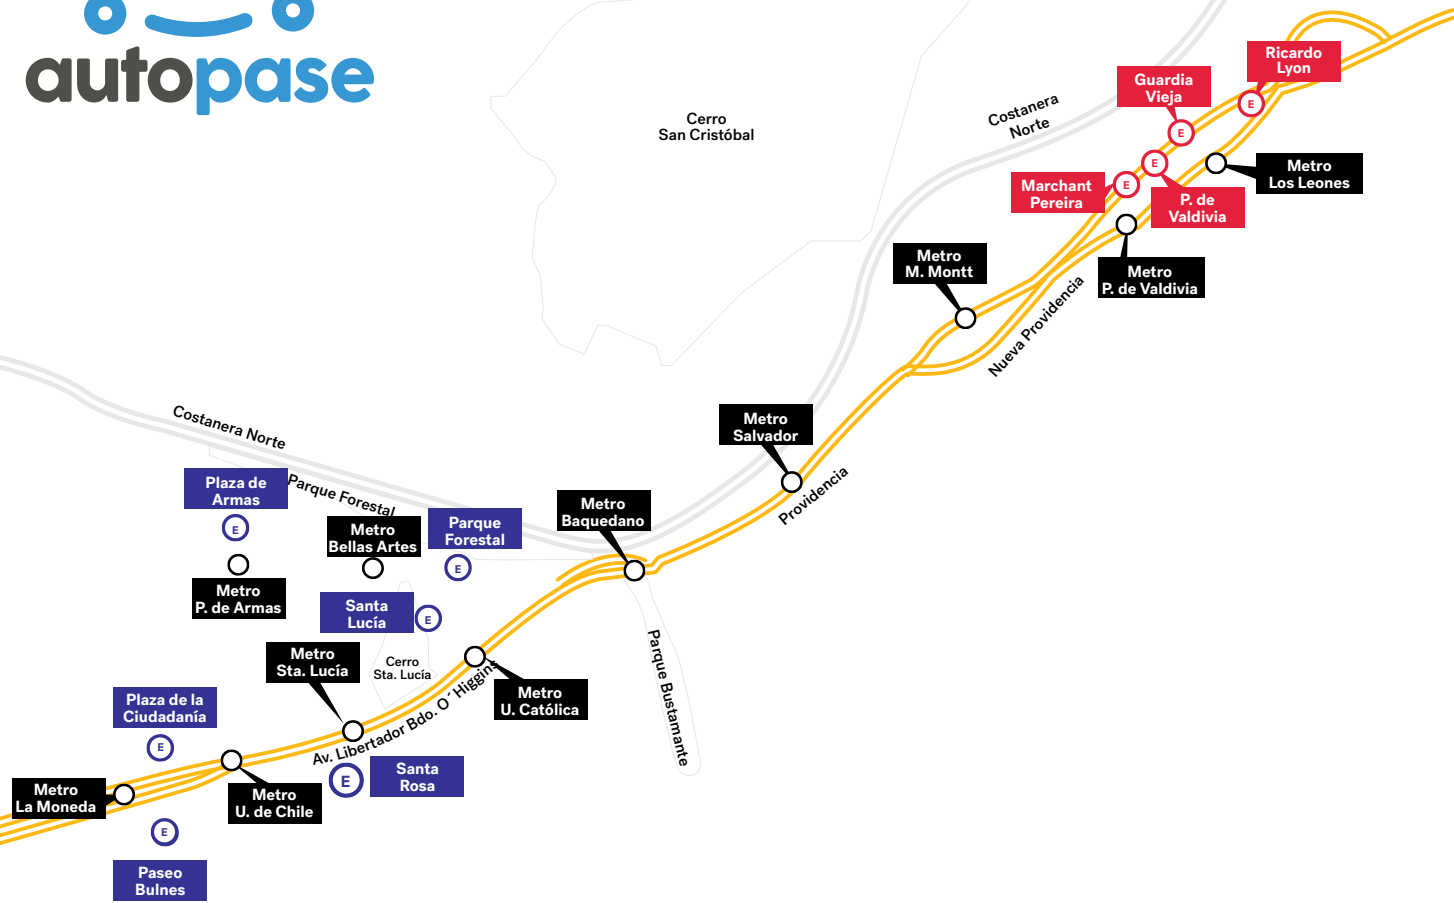 autopase
Cerro
San Cristóbal
Costanera
Norte
Guardia
Vieja
E
Ricardo
Lyon
E
Marchant
Pereira
E
E
P. de
Valdivia
Metro
Los Leones
Metro
P. de Valdivia
Metro
M. Montt
Nueva Providencia
Metro
Salvador
Providencia
Costanera Norte
Parque Forestal
Plaza de
Armas
E
Metro
P. de Armas
Metro
Bellas Artes
Parque
Forestal
E
Metro
Baquedano
Santa
Lucía
E
Metro
Sta. Lucía
Cerro
Sta. Lucía
Metro
U. Católica
Parque Bustamante
Av. Libertador Bdo. O´ Higgins
Plaza de la
Ciudadanía
E
Metro
La Moneda
Metro
U. de Chile
E
Santa
Rosa
E
Paseo
Bulnes